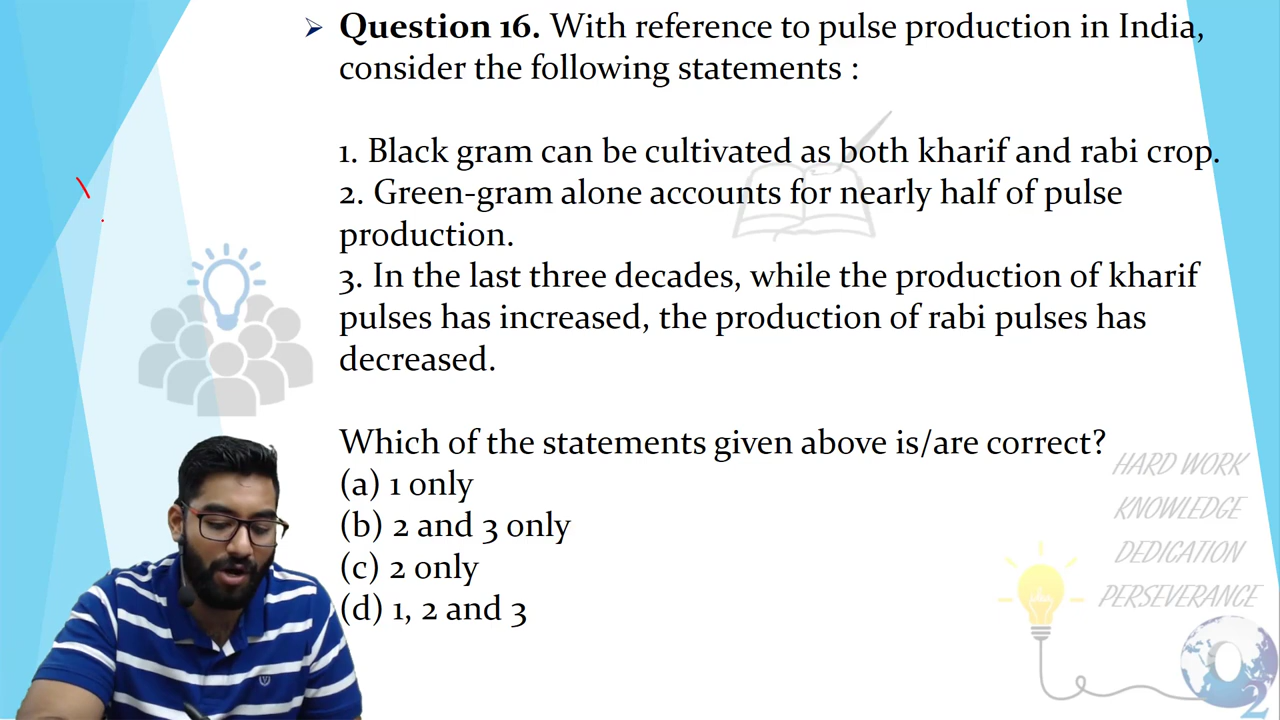 ➢ Question 16. With reference to pulse production in India,
consider the following statements :
1. Black gram can be cultivated as both kharif and rabi crop.
2. Green-gram alone accounts for nearly half of pulse
production.
3. In the last three decades, while the production of kharif
pulses has increased, the production of rabi pulses has
decreased.
Which of the statements given above is/are correct?
(a) 1 only
(b) 2 and 3 only
(c) 2 only
(d) 1, 2 and 3
HARD WORK
KNOWLEDGE
DEDICATION
PERSEVERANCE
idea
O2